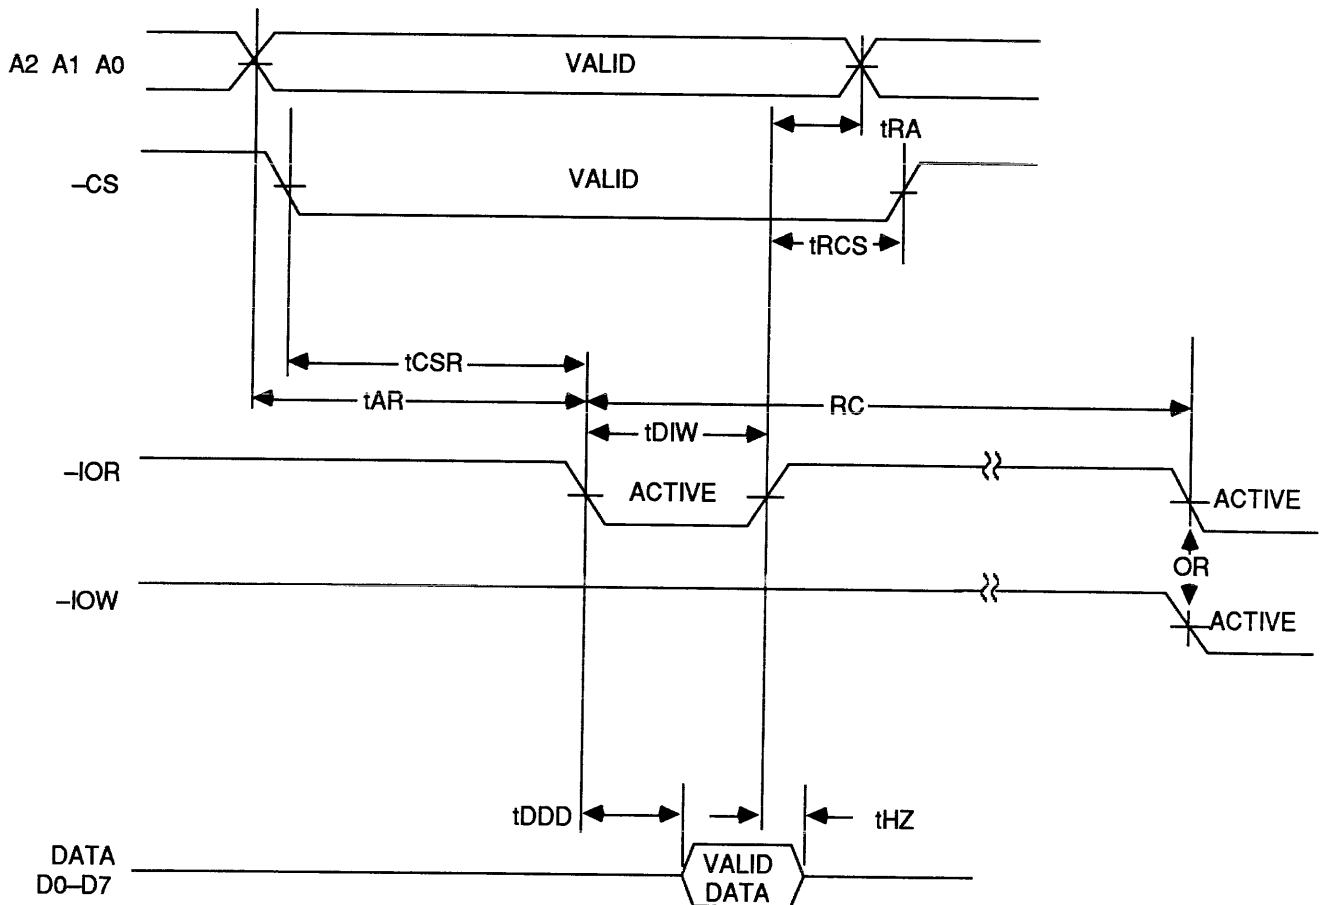 A2 A1 A0
VALID
tRA
–CS
VALID
tRCS
tCSR
tAR
RC
tDIW
–IOR
ACTIVE
ACTIVE
OR
–IOW
ACTIVE
tDDD
tHZ
DATA
D0–D7
VALID
DATA